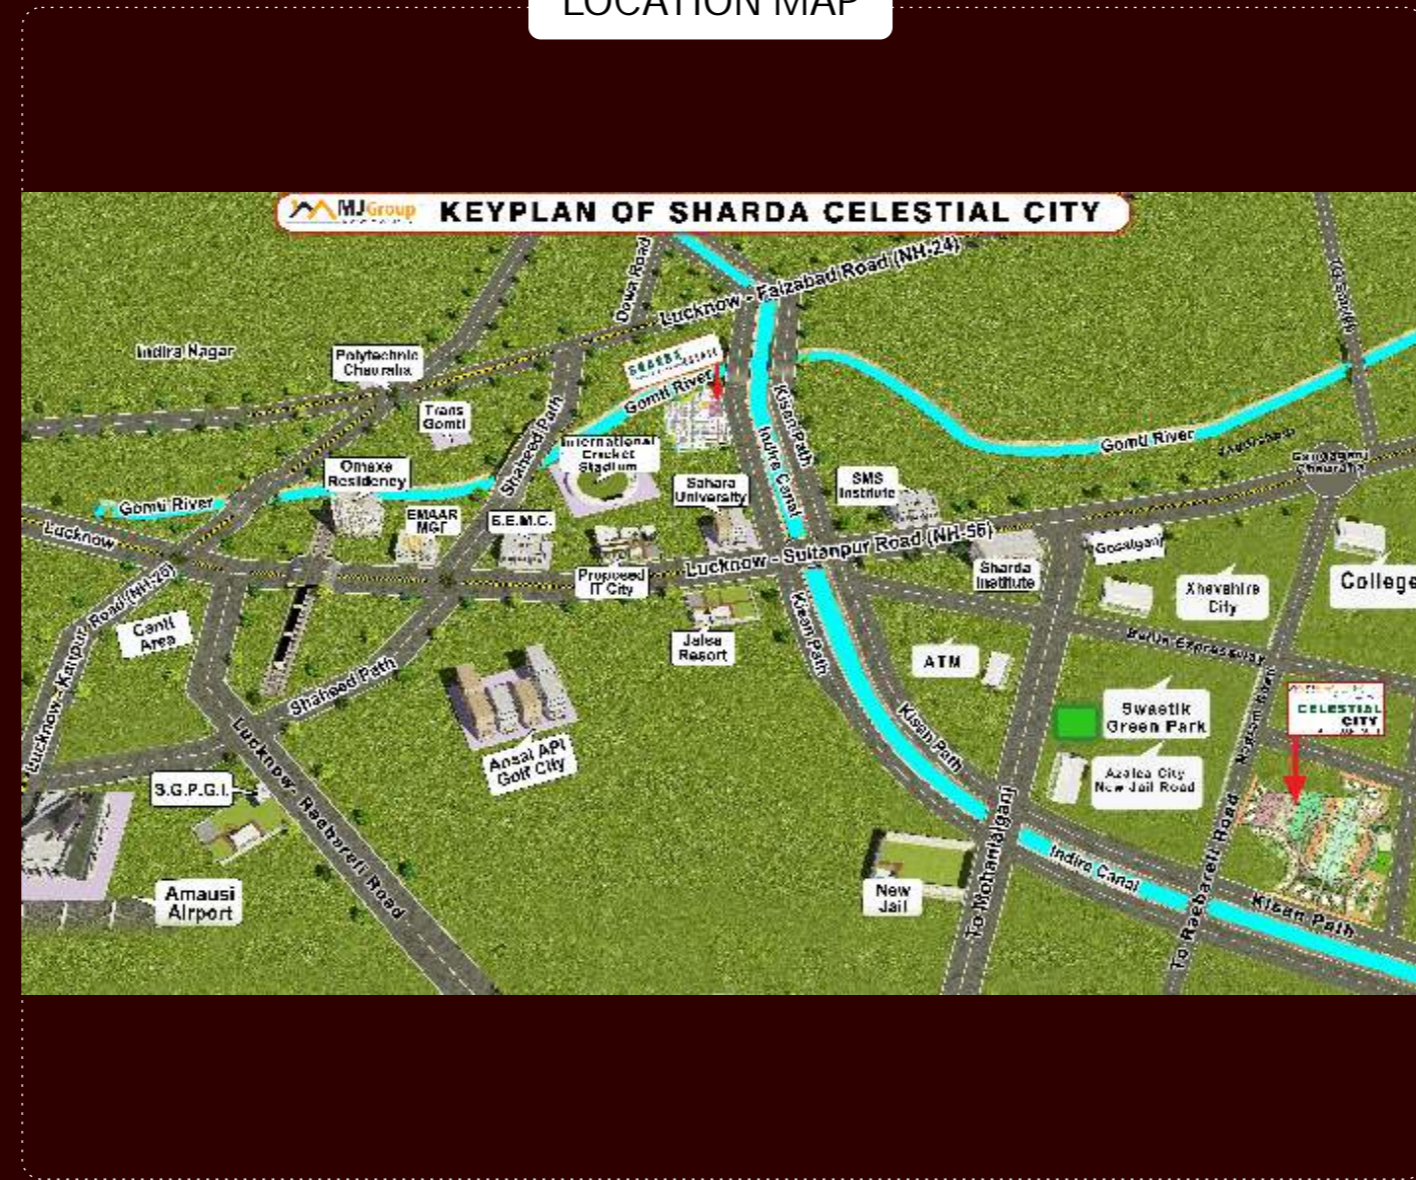 LOCATION MAP
MJGroup
KEYPLAN OF SHARDA CELESTIAL CITY
Lucknow - Faizabad Road (NH-24)
Dewa Road
Indira Nagar
Polytechnic
Chauraha
SHARDA
Gomti River
Kisan Path
Trans
Gomti
Shaheed Path
International
Cricket
Stadium
Indira Canal
Gomti River
Chauraha
Omaxe
Residency
Sahara
University
SMS
Institute
Gomti River
EMAAR
MGF
Lucknow
Lucknow - Sultanpur Road (NH-56)
Proposed
IT City
Sharda
Institute
Gosaiganj
College
Xhevahire
City
Lucknow - Kanpur Road (NH-25)
Cantt
Area
Kisan Path
Jalsa
Resort
ATM
Shaheed Path
Swastik
Green Park
CELESTIAL
CITY
Kisan Path
Ansal API
Golf City
Azalea City
New Jail Road
S.G.P.G.I.
Lucknow - Raebareli Road
Amausi
Airport
New
Jail
To Mohanlalganj
Indira Canal
To Raebareli Road
Kisan Path